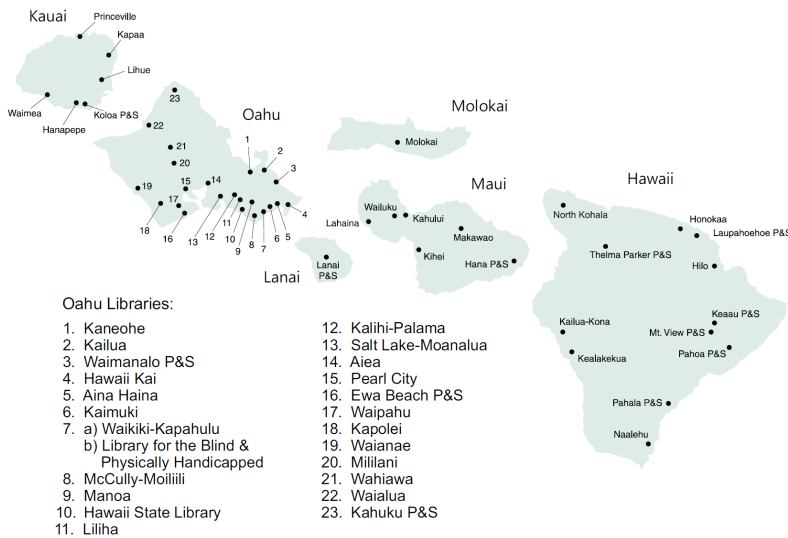 Kauai
Princeville
Kapaa
Lihue
Waimea
Hanapepe
Koloa P&S
Oahu
23
22
21
20
19
18
17
16
15
14
13
12
11
10
9
8
7
6
5
4
3
2
1
Molokai
Molokai
Lanai
Lanai
P&S
Maui
Wailuku
Kahului
Lahaina
Makawao
Kihei
Hana P&S
Hawaii
North Kohala
Honokaa
Laupahoehoe P&S
Thelma Parker P&S
Hilo
Kailua-Kona
Keaau P&S
Mt. View P&S
Kealakekua
Pahoa P&S
Pahala P&S
Naalehu
Oahu Libraries:
1. Kaneohe
2. Kailua
3. Waimanalo P&S
4. Hawaii Kai
5. Aina Haina
6. Kaimuki
7. a) Waikiki-Kapahulu
b) Library for the Blind &
Physically Handicapped
8. McCully-Moiliili
9. Manoa
10. Hawaii State Library
11. Liliha
12. Kalihi-Palama
13. Salt Lake-Moanalua
14. Aiea
15. Pearl City
16. Ewa Beach P&S
17. Waipahu
18. Kapolei
19. Waianae
20. Mililani
21. Wahiawa
22. Waialua
23. Kahuku P&S